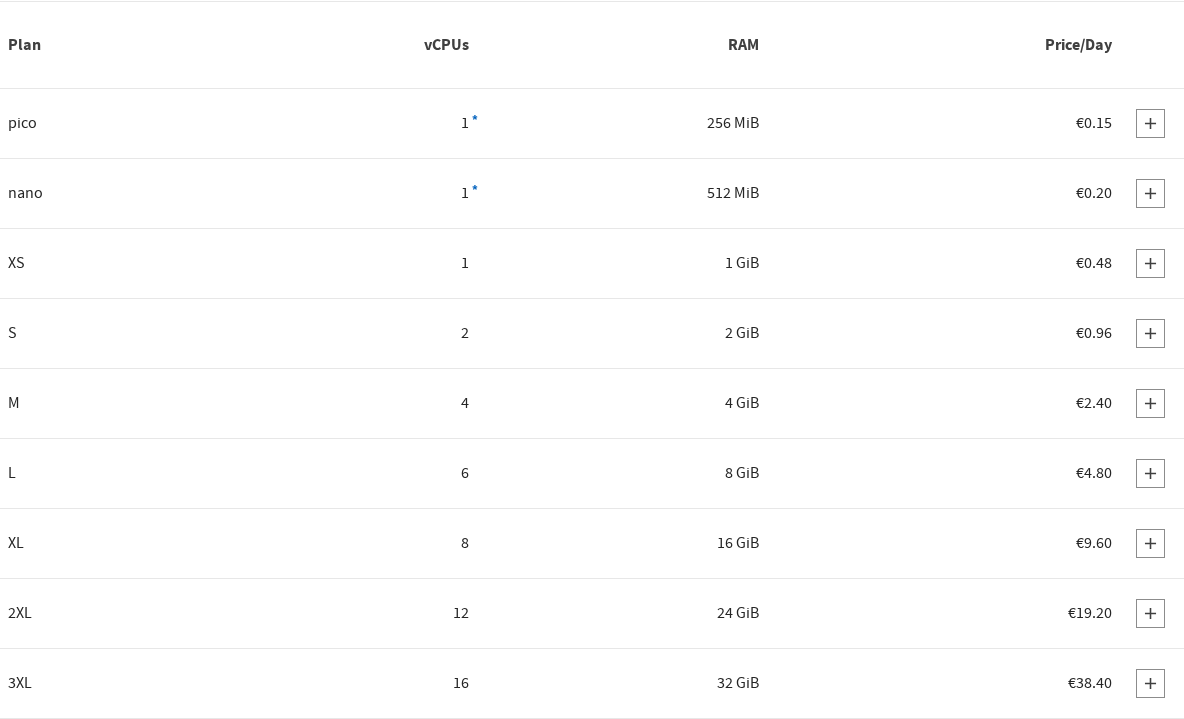 Plan vCPUs RAM Price/Day
pico 1 * 256 MiB €0.15 +
nano 1 * 512 MiB €0.20 +
XS 1 1 GiB €0.48 +
S 2 2 GiB €0.96 +
M 4 4 GiB €2.40 +
L 6 8 GiB €4.80 +
XL 8 16 GiB €9.60 +
2XL 12 24 GiB €19.20 +
3XL 16 32 GiB €38.40 +